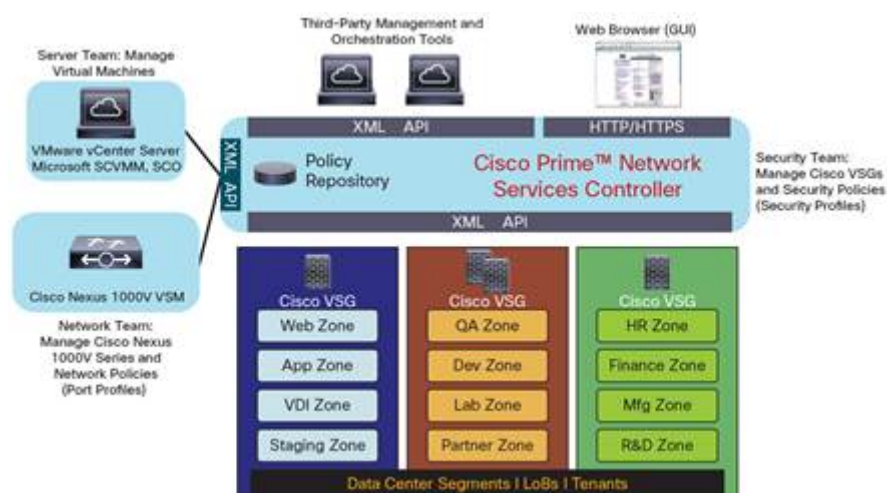 Third-Party Management and
Orchestration Tools
Web Browser (GUI)
Server Team: Manage
Virtual Machines
VMware vCenter Server
Microsoft SCVMM, SCO
XML API
HTTP/HTTPS
XML API
Policy
Repository
Cisco Prime™ Network
Services Controller
XML API
Security Team:
Manage Cisco VSGs
and Security Policies
(Security Profiles)
Cisco Nexus 1000V VSM
Network Team:
Manage Cisco Nexus
1000V Series and
Network Policies
(Port Profiles)
Cisco VSG
Web Zone
App Zone
VDI Zone
Staging Zone
Cisco VSG
QA Zone
Dev Zone
Lab Zone
Partner Zone
Cisco VSG
HR Zone
Finance Zone
Mfg Zone
R&D Zone
Data Center Segments | LoBs | Tenants